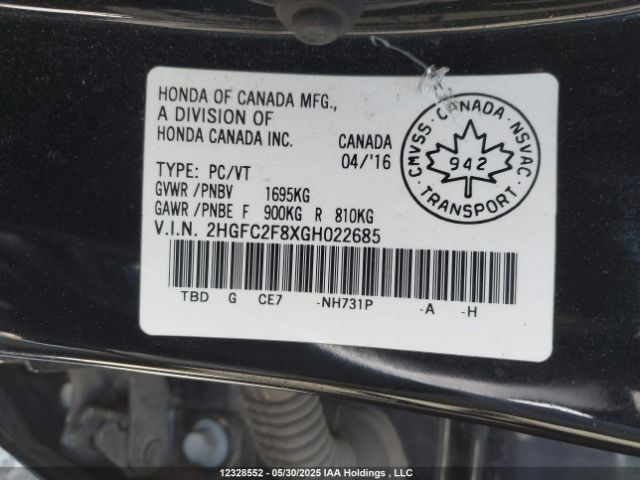 HONDA OF CANADA MFG.,
A DIVISION OF
HONDA CANADA INC.
CANADA
04/'16
TYPE: PC/VT
GVWR/PNBV 1695KG
GAWR/PNBE F 900KG R 810KG
V.I.N. 2HGFC2F8XGH022685
TBD G CE7 -NH731P -A -H
CMVSS · CANADA · NSVAC
942
TRANSPORT
12328552 - 05/30/2025 IAA Holdings , LLC